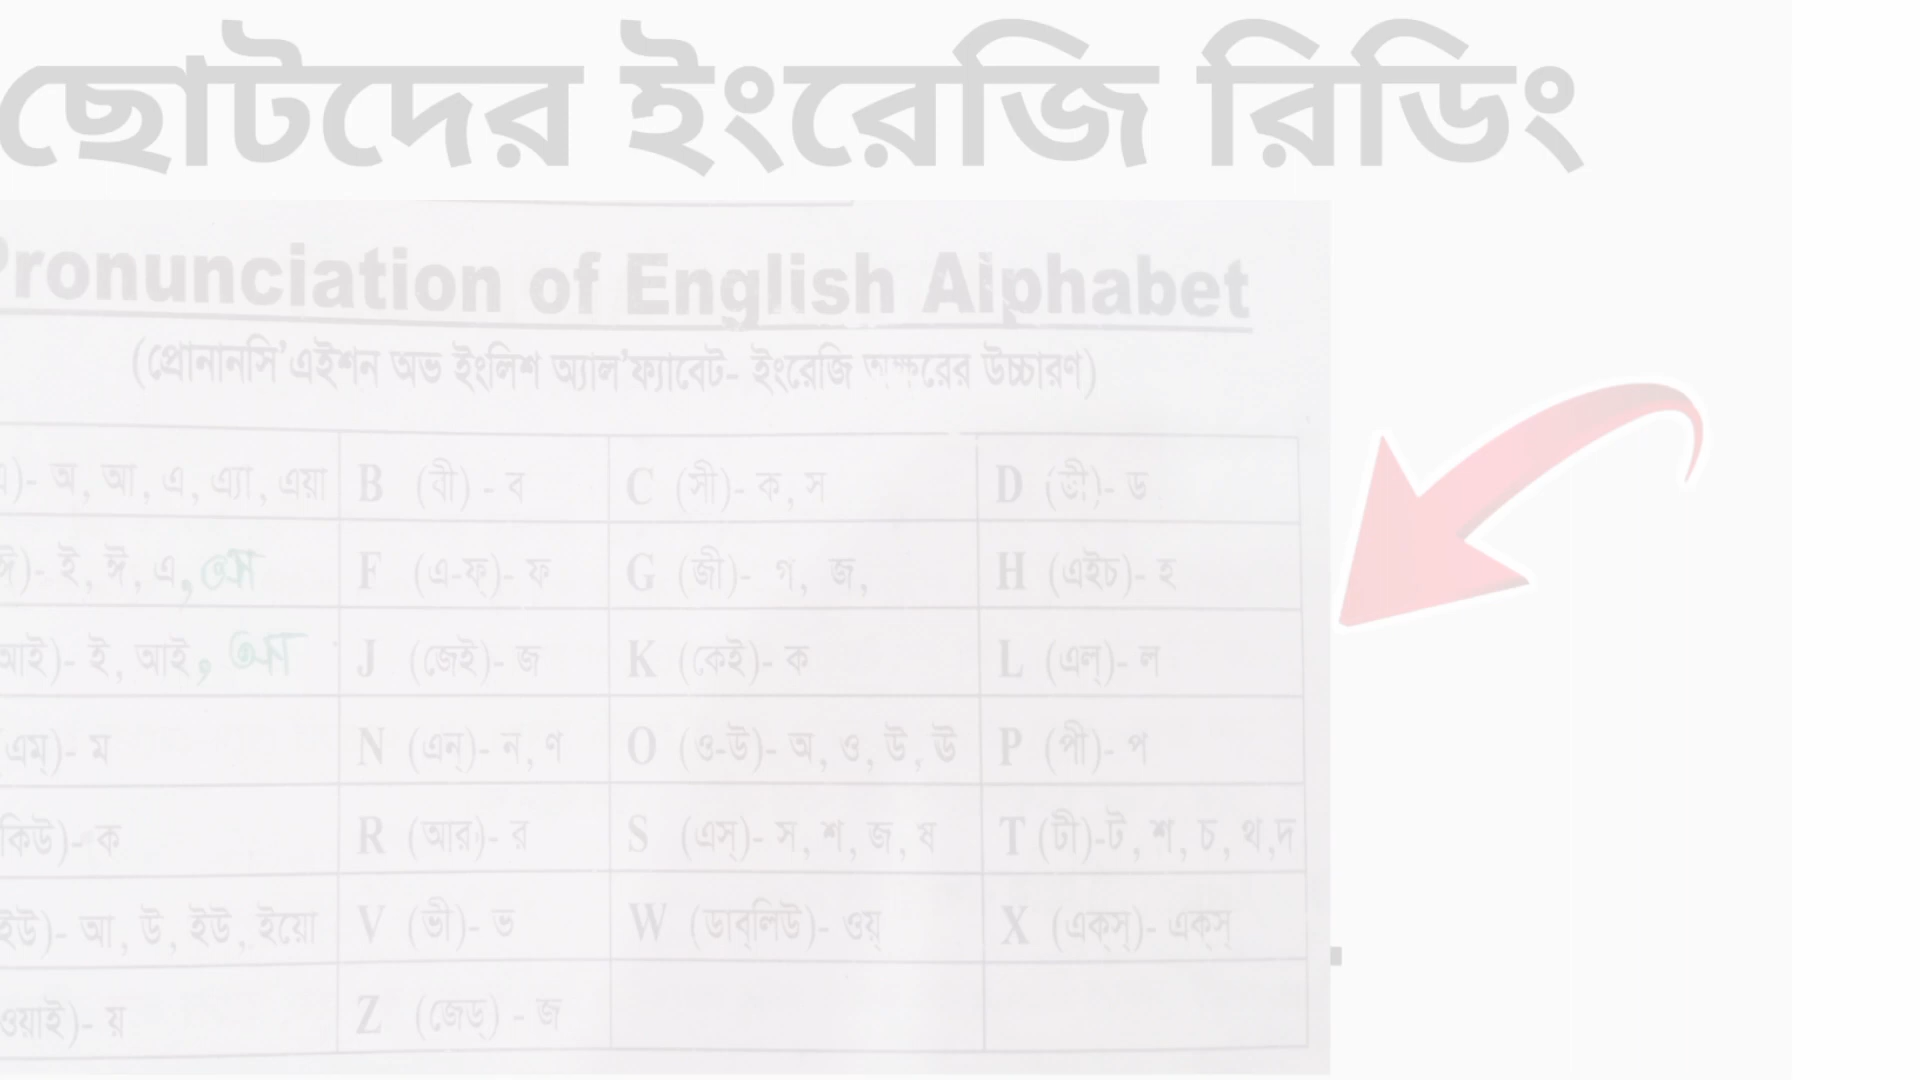 ছোটদের ইংরেজি রিডিং
Pronunciation of English Alphabet
(প্রোনানসি'এইশন অভ ইংলিশ অ্যাল'ফ্যাবেট- ইংরেজি অক্ষরের উচ্চারণ)
)- অ, আ, এ, এ্যা, এয়া B (বী) - ব C (সী)- ক, স D (ডী)- ড
ঈ)- ই, ঈ, এ, F (এ-ফ্)- ফ G (জী)- গ, জ, H (এইচ)- হ
আই)- ই, আই, J (জেই)- জ K (কেই)- ক L (এল্)- ল
(এম্)- ম N (এন্)- ন, ণ O (ও-উ)- অ, ও, উ, ঊ P (পী)- প
কিউ)- ক R (আর)- র S (এস্)- স, শ, জ, ষ T (টী)-ট, শ, চ, থ,দ
ইউ)- আ, উ, ইউ, ইয়ো V (ভী)- ভ W (ডাব্‌লিউ)- ওয়্ X (এক্স্)- এক্স্
ওয়াই)- য় Z (জেড্) - জ